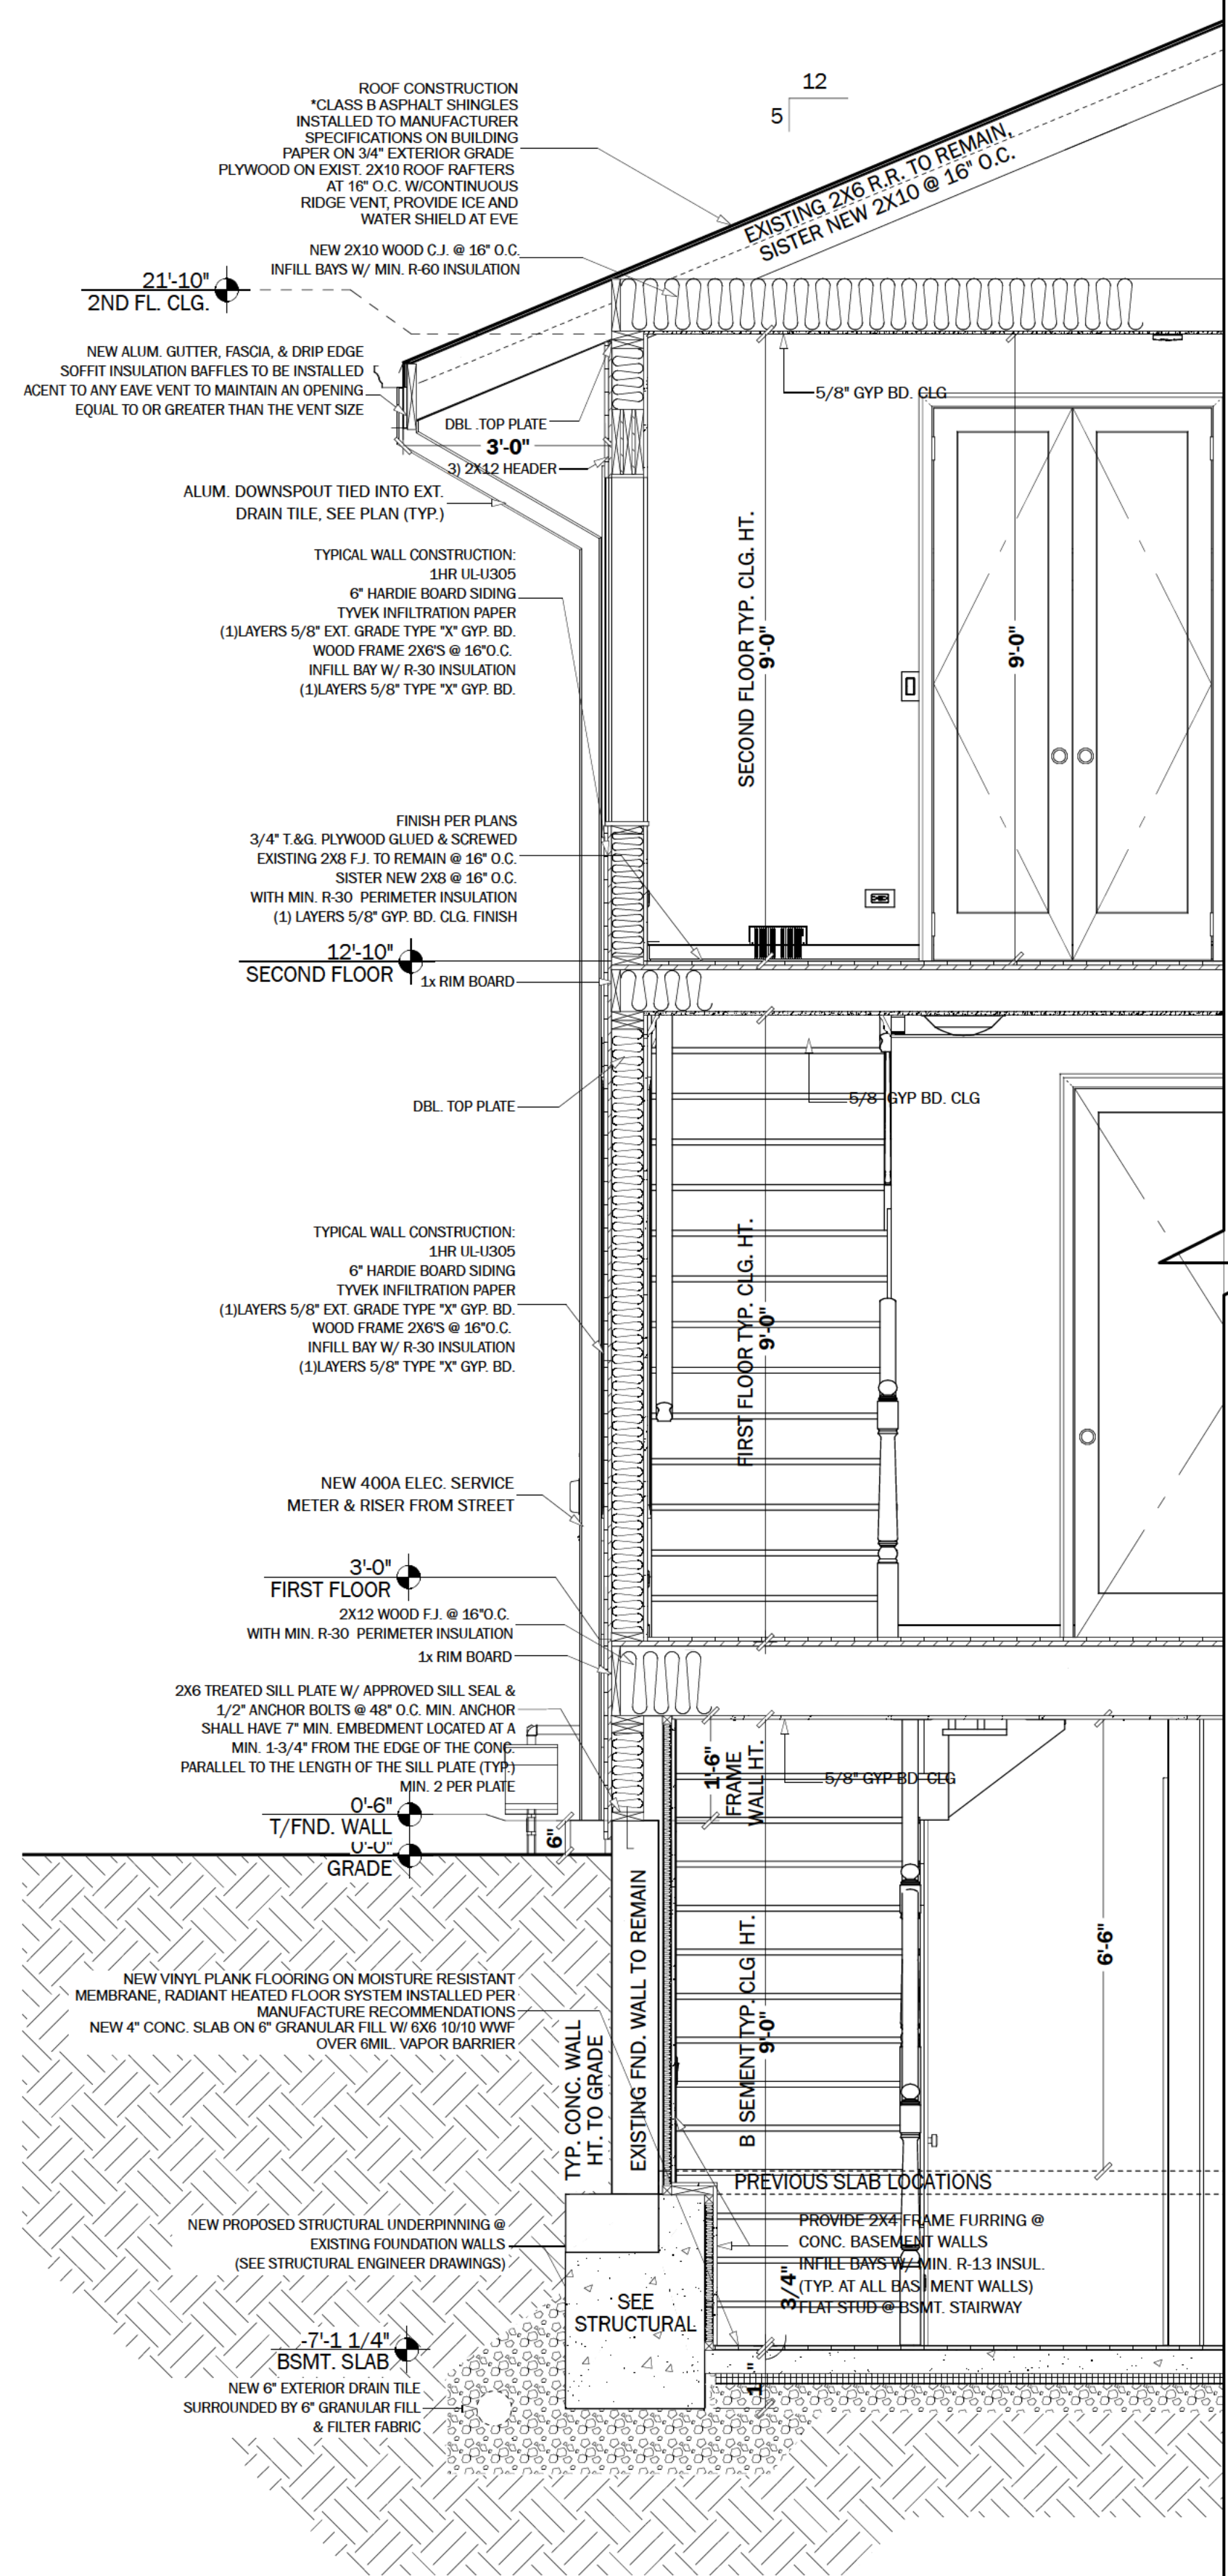 ROOF CONSTRUCTION
*CLASS B ASPHALT SHINGLES
INSTALLED TO MANUFACTURER
SPECIFICATIONS ON BUILDING
PAPER ON 3/4" EXTERIOR GRADE
PLYWOOD ON EXIST. 2X10 ROOF RAFTERS
AT 16" O.C. W/CONTINUOUS
RIDGE VENT, PROVIDE ICE AND
WATER SHIELD AT EVE
12
5
EXISTING 2X6 R.R. TO REMAIN,
SISTER NEW 2X10 @ 16" O.C.
NEW 2X10 WOOD C.J. @ 16" O.C.
INFILL BAYS W/ MIN. R-60 INSULATION
21'-10"
2ND FL. CLG.
NEW ALUM. GUTTER, FASCIA, & DRIP EDGE
SOFFIT INSULATION BAFFLES TO BE INSTALLED
ACENT TO ANY EAVE VENT TO MAINTAIN AN OPENING
EQUAL TO OR GREATER THAN THE VENT SIZE
5/8" GYP BD. CLG
DBL .TOP PLATE
3'-0"
3) 2X12 HEADER
ALUM. DOWNSPOUT TIED INTO EXT.
DRAIN TILE, SEE PLAN (TYP.)
TYPICAL WALL CONSTRUCTION:
1HR UL-U305
6" HARDIE BOARD SIDING
TYVEK INFILTRATION PAPER
(1)LAYERS 5/8" EXT. GRADE TYPE "X" GYP. BD.
WOOD FRAME 2X6'S @ 16"O.C.
INFILL BAY W/ R-30 INSULATION
(1)LAYERS 5/8" TYPE "X" GYP. BD.
SECOND FLOOR TYP. CLG. HT.
9'-0"
9'-0"
FINISH PER PLANS
3/4" T.&G. PLYWOOD GLUED & SCREWED
EXISTING 2X8 F.J. TO REMAIN @ 16" O.C.
SISTER NEW 2X8 @ 16" O.C.
WITH MIN. R-30 PERIMETER INSULATION
(1) LAYERS 5/8" GYP. BD. CLG. FINISH
12'-10"
SECOND FLOOR
1x RIM BOARD
5/8 GYP BD. CLG
DBL. TOP PLATE
TYPICAL WALL CONSTRUCTION:
1HR UL-U305
6" HARDIE BOARD SIDING
TYVEK INFILTRATION PAPER
(1)LAYERS 5/8" EXT. GRADE TYPE "X" GYP. BD.
WOOD FRAME 2X6'S @ 16"O.C.
INFILL BAY W/ R-30 INSULATION
(1)LAYERS 5/8" TYPE "X" GYP. BD.
FIRST FLOOR TYP. CLG. HT.
9'-0"
NEW 400A ELEC. SERVICE
METER & RISER FROM STREET
3'-0"
FIRST FLOOR
2X12 WOOD F.J. @ 16"O.C.
WITH MIN. R-30 PERIMETER INSULATION
1x RIM BOARD
2X6 TREATED SILL PLATE W/ APPROVED SILL SEAL &
1/2" ANCHOR BOLTS @ 48" O.C. MIN. ANCHOR
SHALL HAVE 7" MIN. EMBEDMENT LOCATED AT A
MIN. 1-3/4" FROM THE EDGE OF THE CONC.
PARALLEL TO THE LENGTH OF THE SILL PLATE (TYP.)
MIN. 2 PER PLATE
1'-6"
FRAME
WALL HT.
5/8" GYP BD CLG
0'-6"
T/FND. WALL
0'-0"
GRADE
6"
6'-6"
NEW VINYL PLANK FLOORING ON MOISTURE RESISTANT
MEMBRANE, RADIANT HEATED FLOOR SYSTEM INSTALLED PER
MANUFACTURE RECOMMENDATIONS
NEW 4" CONC. SLAB ON 6" GRANULAR FILL W/ 6X6 10/10 WWF
OVER 6MIL. VAPOR BARRIER
TYP. CONC. WALL
HT. TO GRADE
EXISTING FND. WALL TO REMAIN
B SEMENT TYP. CLG HT.
9'-0"
PREVIOUS SLAB LOCATIONS
NEW PROPOSED STRUCTURAL UNDERPINNING @
EXISTING FOUNDATION WALLS
(SEE STRUCTURAL ENGINEER DRAWINGS)
PROVIDE 2X4 FRAME FURRING @
CONC. BASEMENT WALLS
INFILL BAYS W/ MIN. R-13 INSUL.
(TYP. AT ALL BAS MENT WALLS)
FLAT STUD @ BSMT. STAIRWAY
3/4"
SEE
STRUCTURAL
-7'-1 1/4"
BSMT. SLAB
NEW 6" EXTERIOR DRAIN TILE
SURROUNDED BY 6" GRANULAR FILL
& FILTER FABRIC